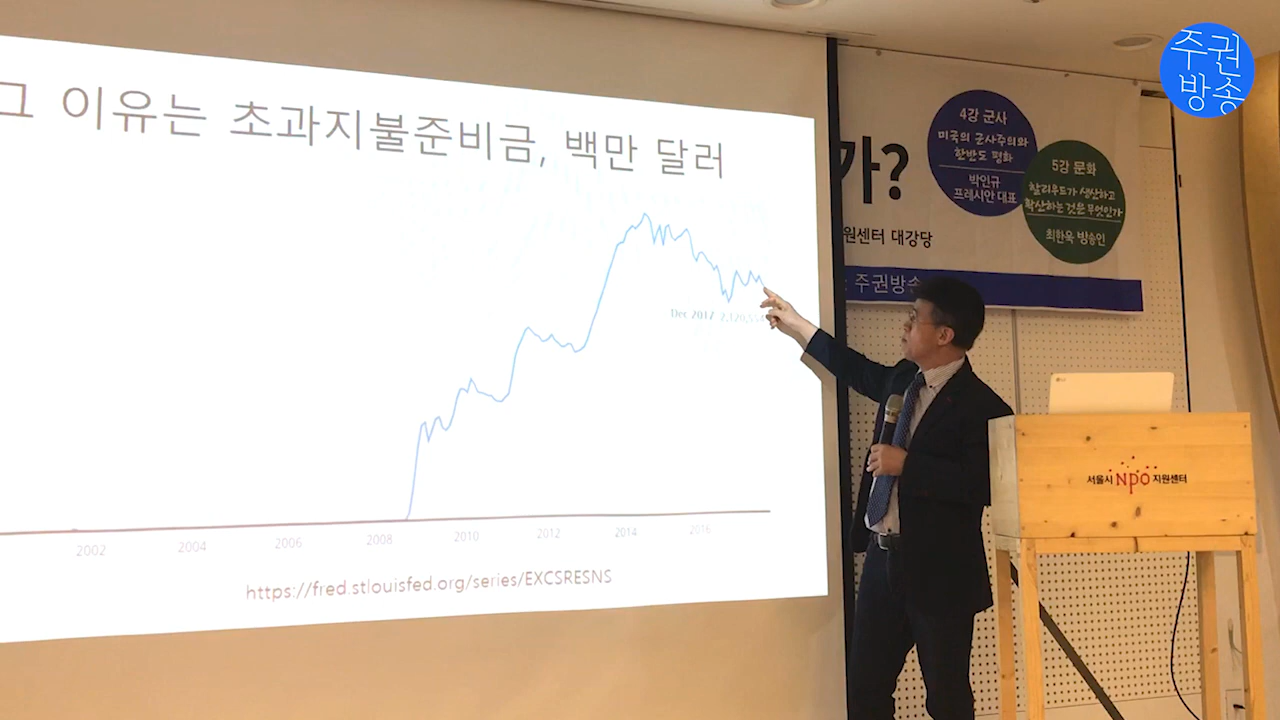 그 이유는 초과지불준비금, 백만 달러
Dec 2017
2002 2004 2006 2008 2010 2012 2014 2016
https://fred.stlouisfed.org/series/EXCSRESNS
가?
원센터 대강당
주권방송
4강 군사
미국의 군사주의와
한반도 평화
박인규
프레시안 대표
5강 문화
할리우드가 생산하고
확산하는 것은 무엇인가
최한욱 방송인
주권
방송
서울시 npo 지원센터